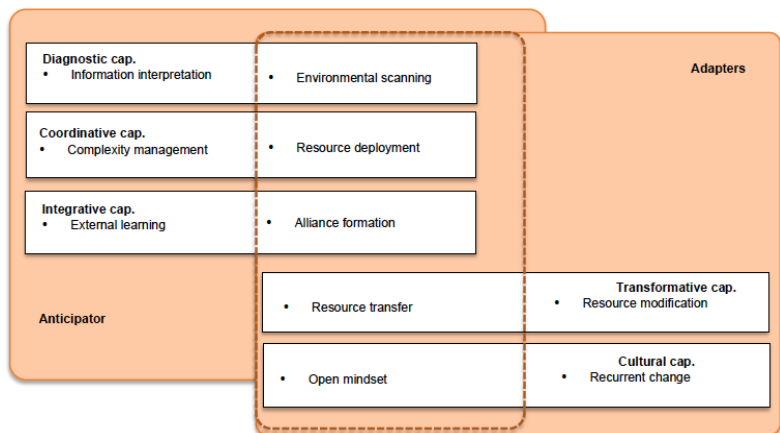 Diagnostic cap.
• Information interpretation
• Environmental scanning
Adapters
Coordinative cap.
• Complexity management
• Resource deployment
Integrative cap.
• External learning
• Alliance formation
Anticipator
• Resource transfer
Transformative cap.
• Resource modification
• Open mindset
Cultural cap.
• Recurrent change